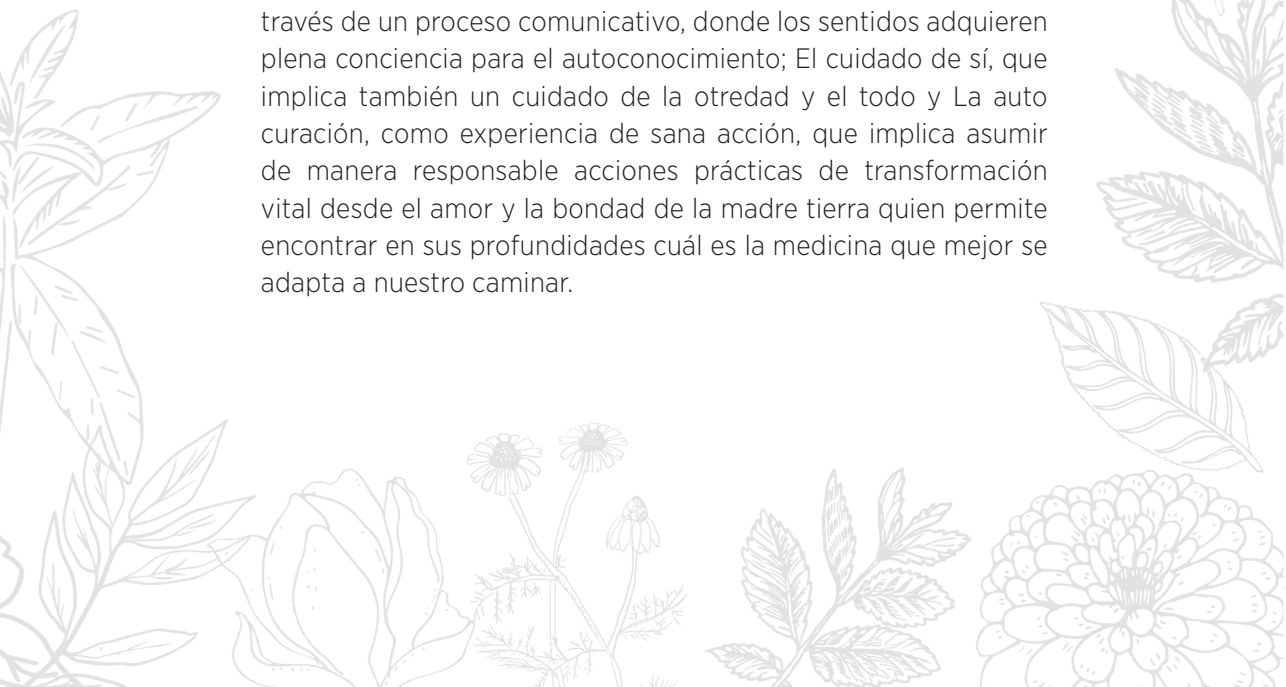 través de un proceso comunicativo, donde los sentidos adquieren
plena conciencia para el autoconocimiento; El cuidado de sí, que
implica también un cuidado de la otredad y el todo y La auto
curación, como experiencia de sana acción, que implica asumir
de manera responsable acciones prácticas de transformación
vital desde el amor y la bondad de la madre tierra quien permite
encontrar en sus profundidades cuál es la medicina que mejor se
adapta a nuestro caminar.